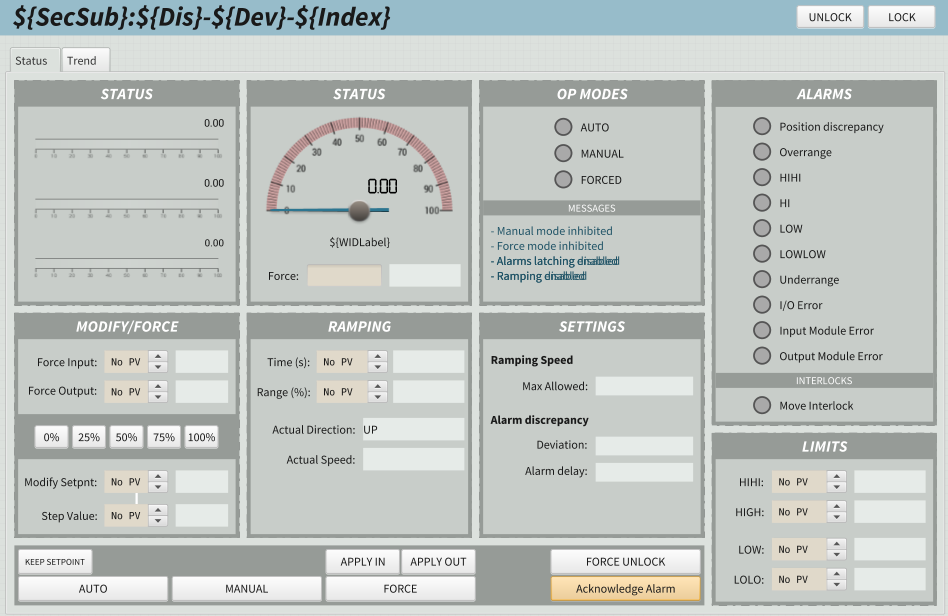 ${SecSub}:${Dis}-${Dev}-${Index}
UNLOCK LOCK
Status Trend
STATUS
0.00
0 10 20 30 40 50 60 70 80 90 100
0.00
0 10 20 30 40 50 60 70 80 90 100
0.00
0 10 20 30 40 50 60 70 80 90 100
STATUS
0 10 20 30 40 50 60 70 80 90 100
0.00
${WIDLabel}
Force:
OP MODES
AUTO
MANUAL
FORCED
MESSAGES
- Manual mode inhibited
- Force mode inhibited
- Alarms latching
- Ramping
ALARMS
Position discrepancy
Overrange
HIHI
HI
LOW
LOWLOW
Underrange
I/O Error
Input Module Error
Output Module Error
INTERLOCKS
Move Interlock
MODIFY/FORCE
Force Input: No PV
Force Output: No PV
0% 25% 50% 75% 100%
Modify Setpnt: No PV
Step Value: No PV
RAMPING
Time (s): No PV
Range (%): No PV
Actual Direction: UP
Actual Speed:
SETTINGS
Ramping Speed
Max Allowed:
Alarm discrepancy
Deviation:
Alarm delay:
LIMITS
HIHI: No PV
HIGH: No PV
LOW: No PV
LOLO: No PV
KEEP SETPOINT APPLY IN APPLY OUT FORCE UNLOCK
AUTO MANUAL FORCE Acknowledge Alarm